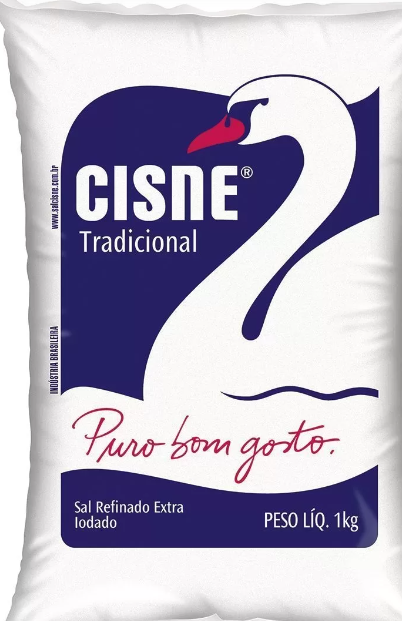 CISNE®
Tradicional
www.salcisne.com.br
INDÚSTRIA BRASILEIRA
Puro bom gosto.
Sal Refinado Extra
Iodado
PESO LÍQ. 1kg